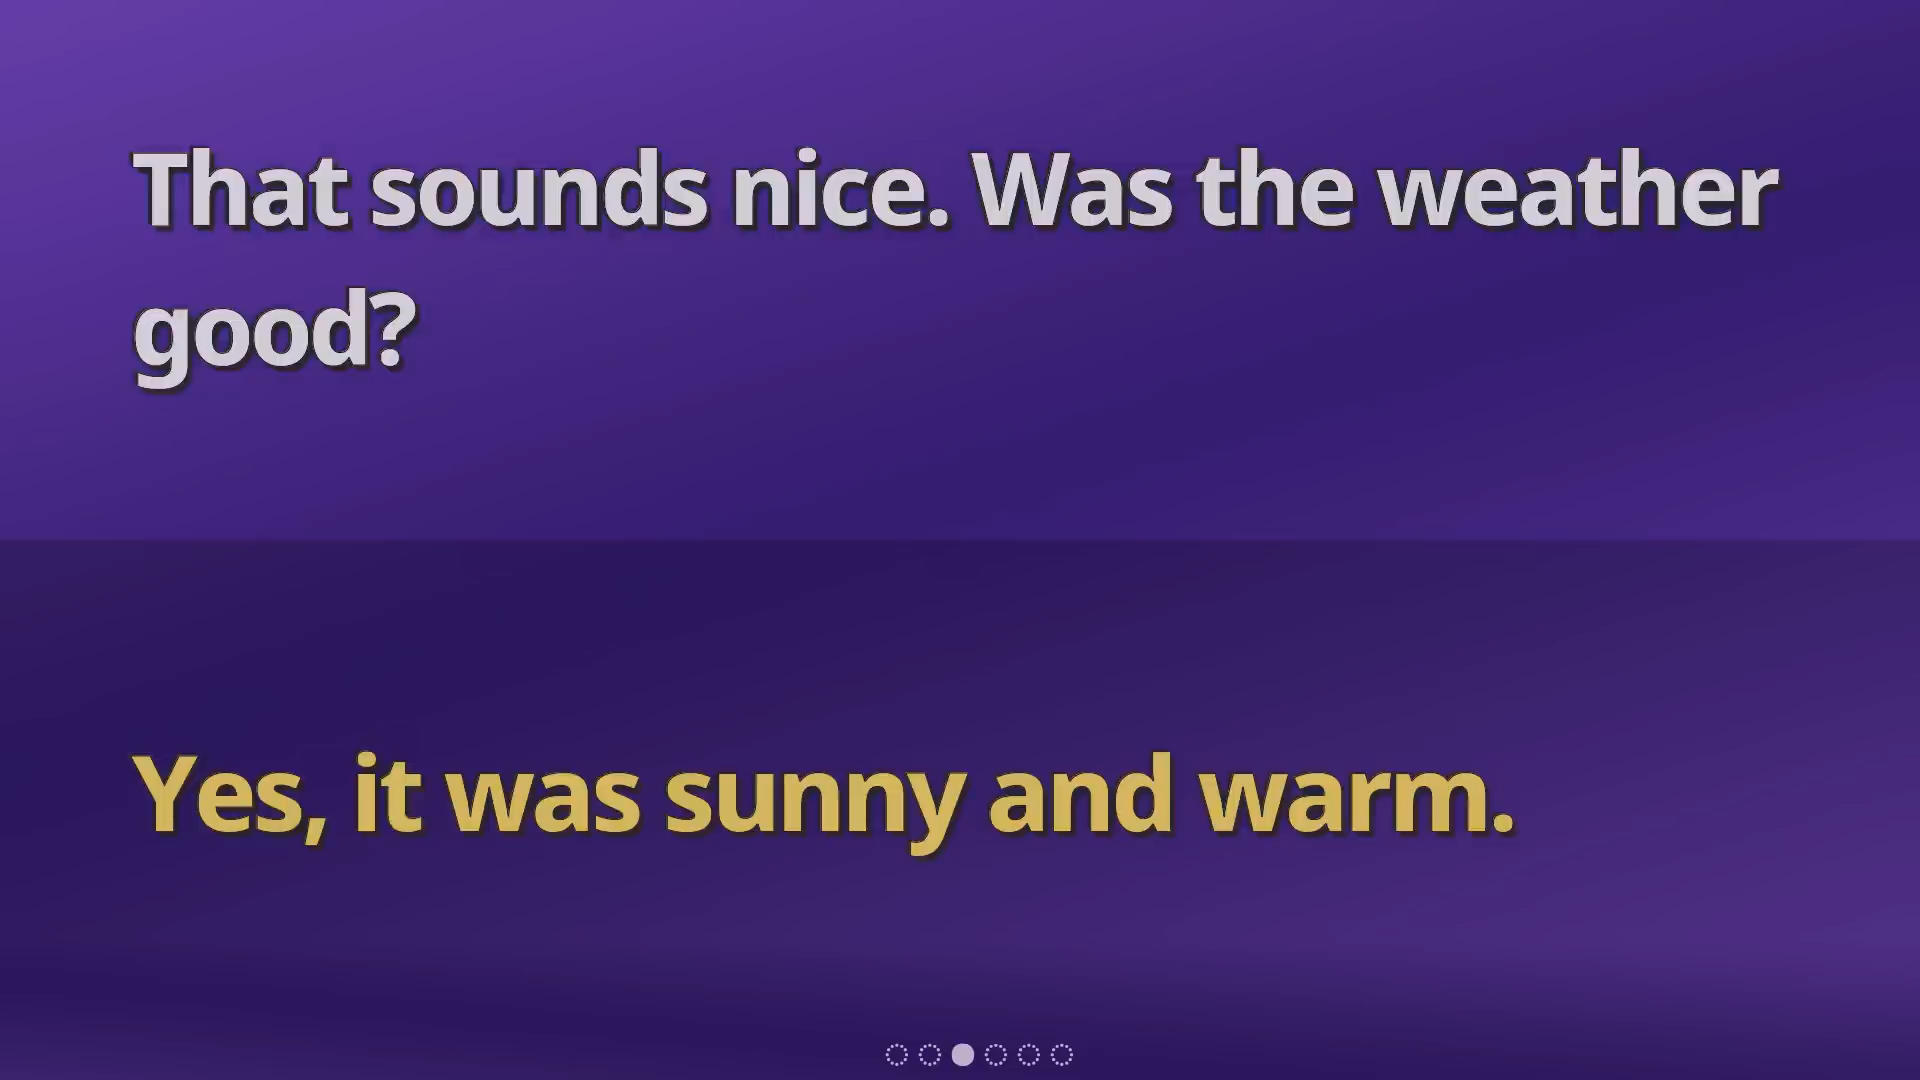 That sounds nice. Was the weather
good?
Yes, it was sunny and warm.